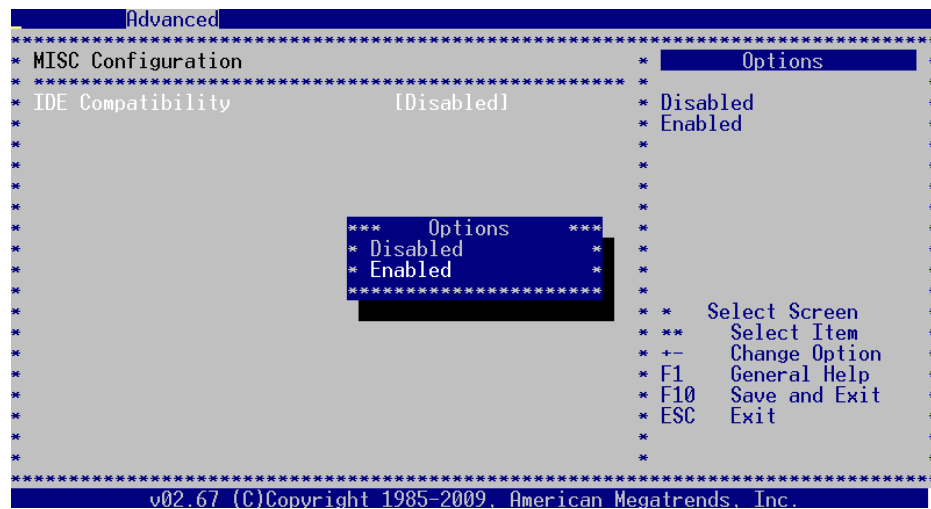 Advanced
MISC Configuration
IDE Compatibility [Disabled]
*** Options ***
* Disabled *
* Enabled *
Options
Disabled
Enabled
* Select Screen
** Select Item
+- Change Option
F1 General Help
F10 Save and Exit
ESC Exit
v02.67 (C)Copyright 1985-2009, American Megatrends, Inc.